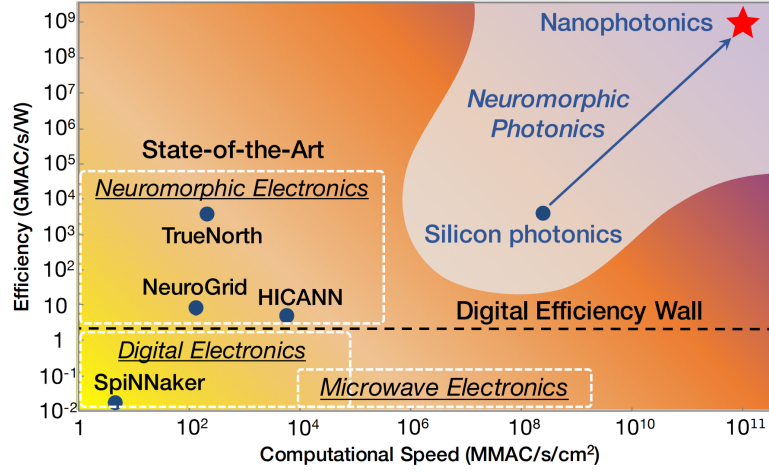 Efficiency (GMAC/s/W)
10⁹
10⁸
10⁷
10⁶
10⁵
10⁴
10³
10²
10
1
10⁻¹
10⁻²
Nanophotonics
Neuromorphic
Photonics
State-of-the-Art
Neuromorphic Electronics
TrueNorth
Silicon photonics
NeuroGrid
HICANN
Digital Efficiency Wall
Digital Electronics
SpiNNaker
Microwave Electronics
1
10²
10⁴
10⁶
10⁸
10¹⁰
10¹¹
Computational Speed (MMAC/s/cm²)